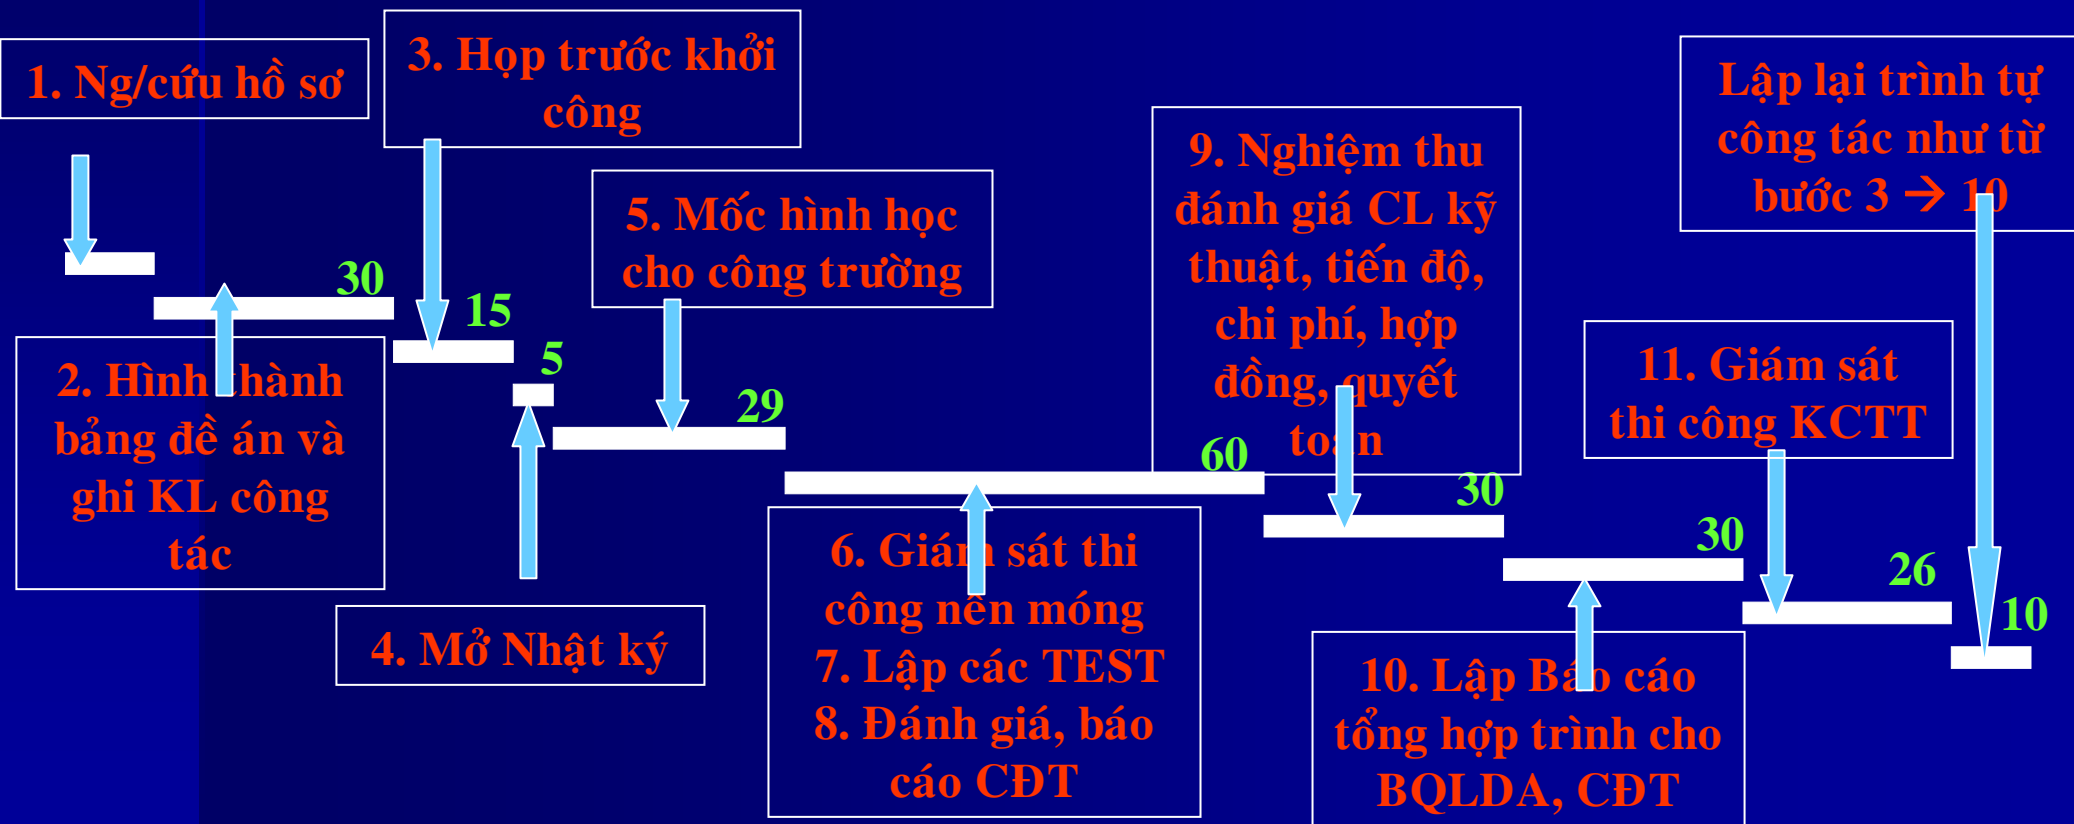 1. Ng/cứu hồ sơ
30
2. Hình thành
bảng đề án và
ghi KL công
tác
3. Họp trước khởi
công
15
5
4. Mở Nhật ký
5. Mốc hình học
cho công trường
29
60
6. Giám sát thi
công nền móng
7. Lập các TEST
8. Đánh giá, báo
cáo CĐT
9. Nghiệm thu
đánh giá CL kỹ
thuật, tiến độ,
chi phí, hợp
đồng, quyết
toán
30
30
10. Lập Báo cáo
tổng hợp trình cho
BQLDA, CĐT
11. Giám sát
thi công KCTT
26
Lập lại trình tự
công tác như từ
bước 3 → 10
10